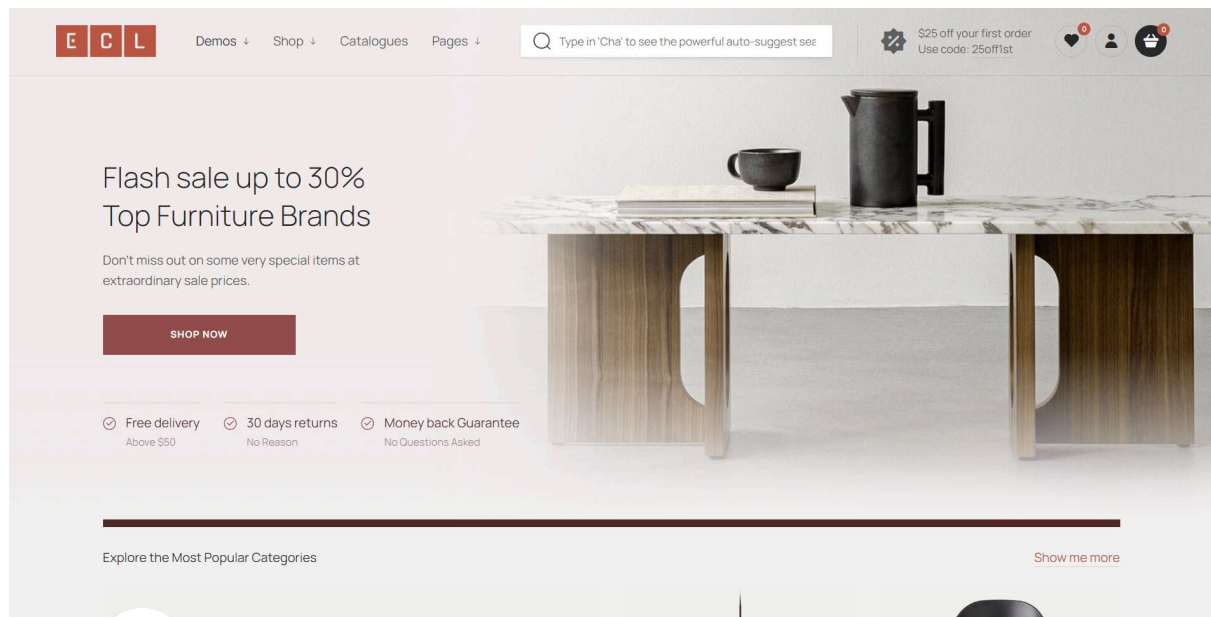 ECL
Demos ↓
Shop ↓
Catalogues
Pages ↓
Type in 'Cha' to see the powerful auto-suggest sea
$25 off your first order
Use code: 25off1st
0
0
Flash sale up to 30%
Top Furniture Brands
Don't miss out on some very special items at
extraordinary sale prices.
SHOP NOW
Free delivery
Above $50
30 days returns
No Reason
Money back Guarantee
No Questions Asked
Explore the Most Popular Categories
Show me more